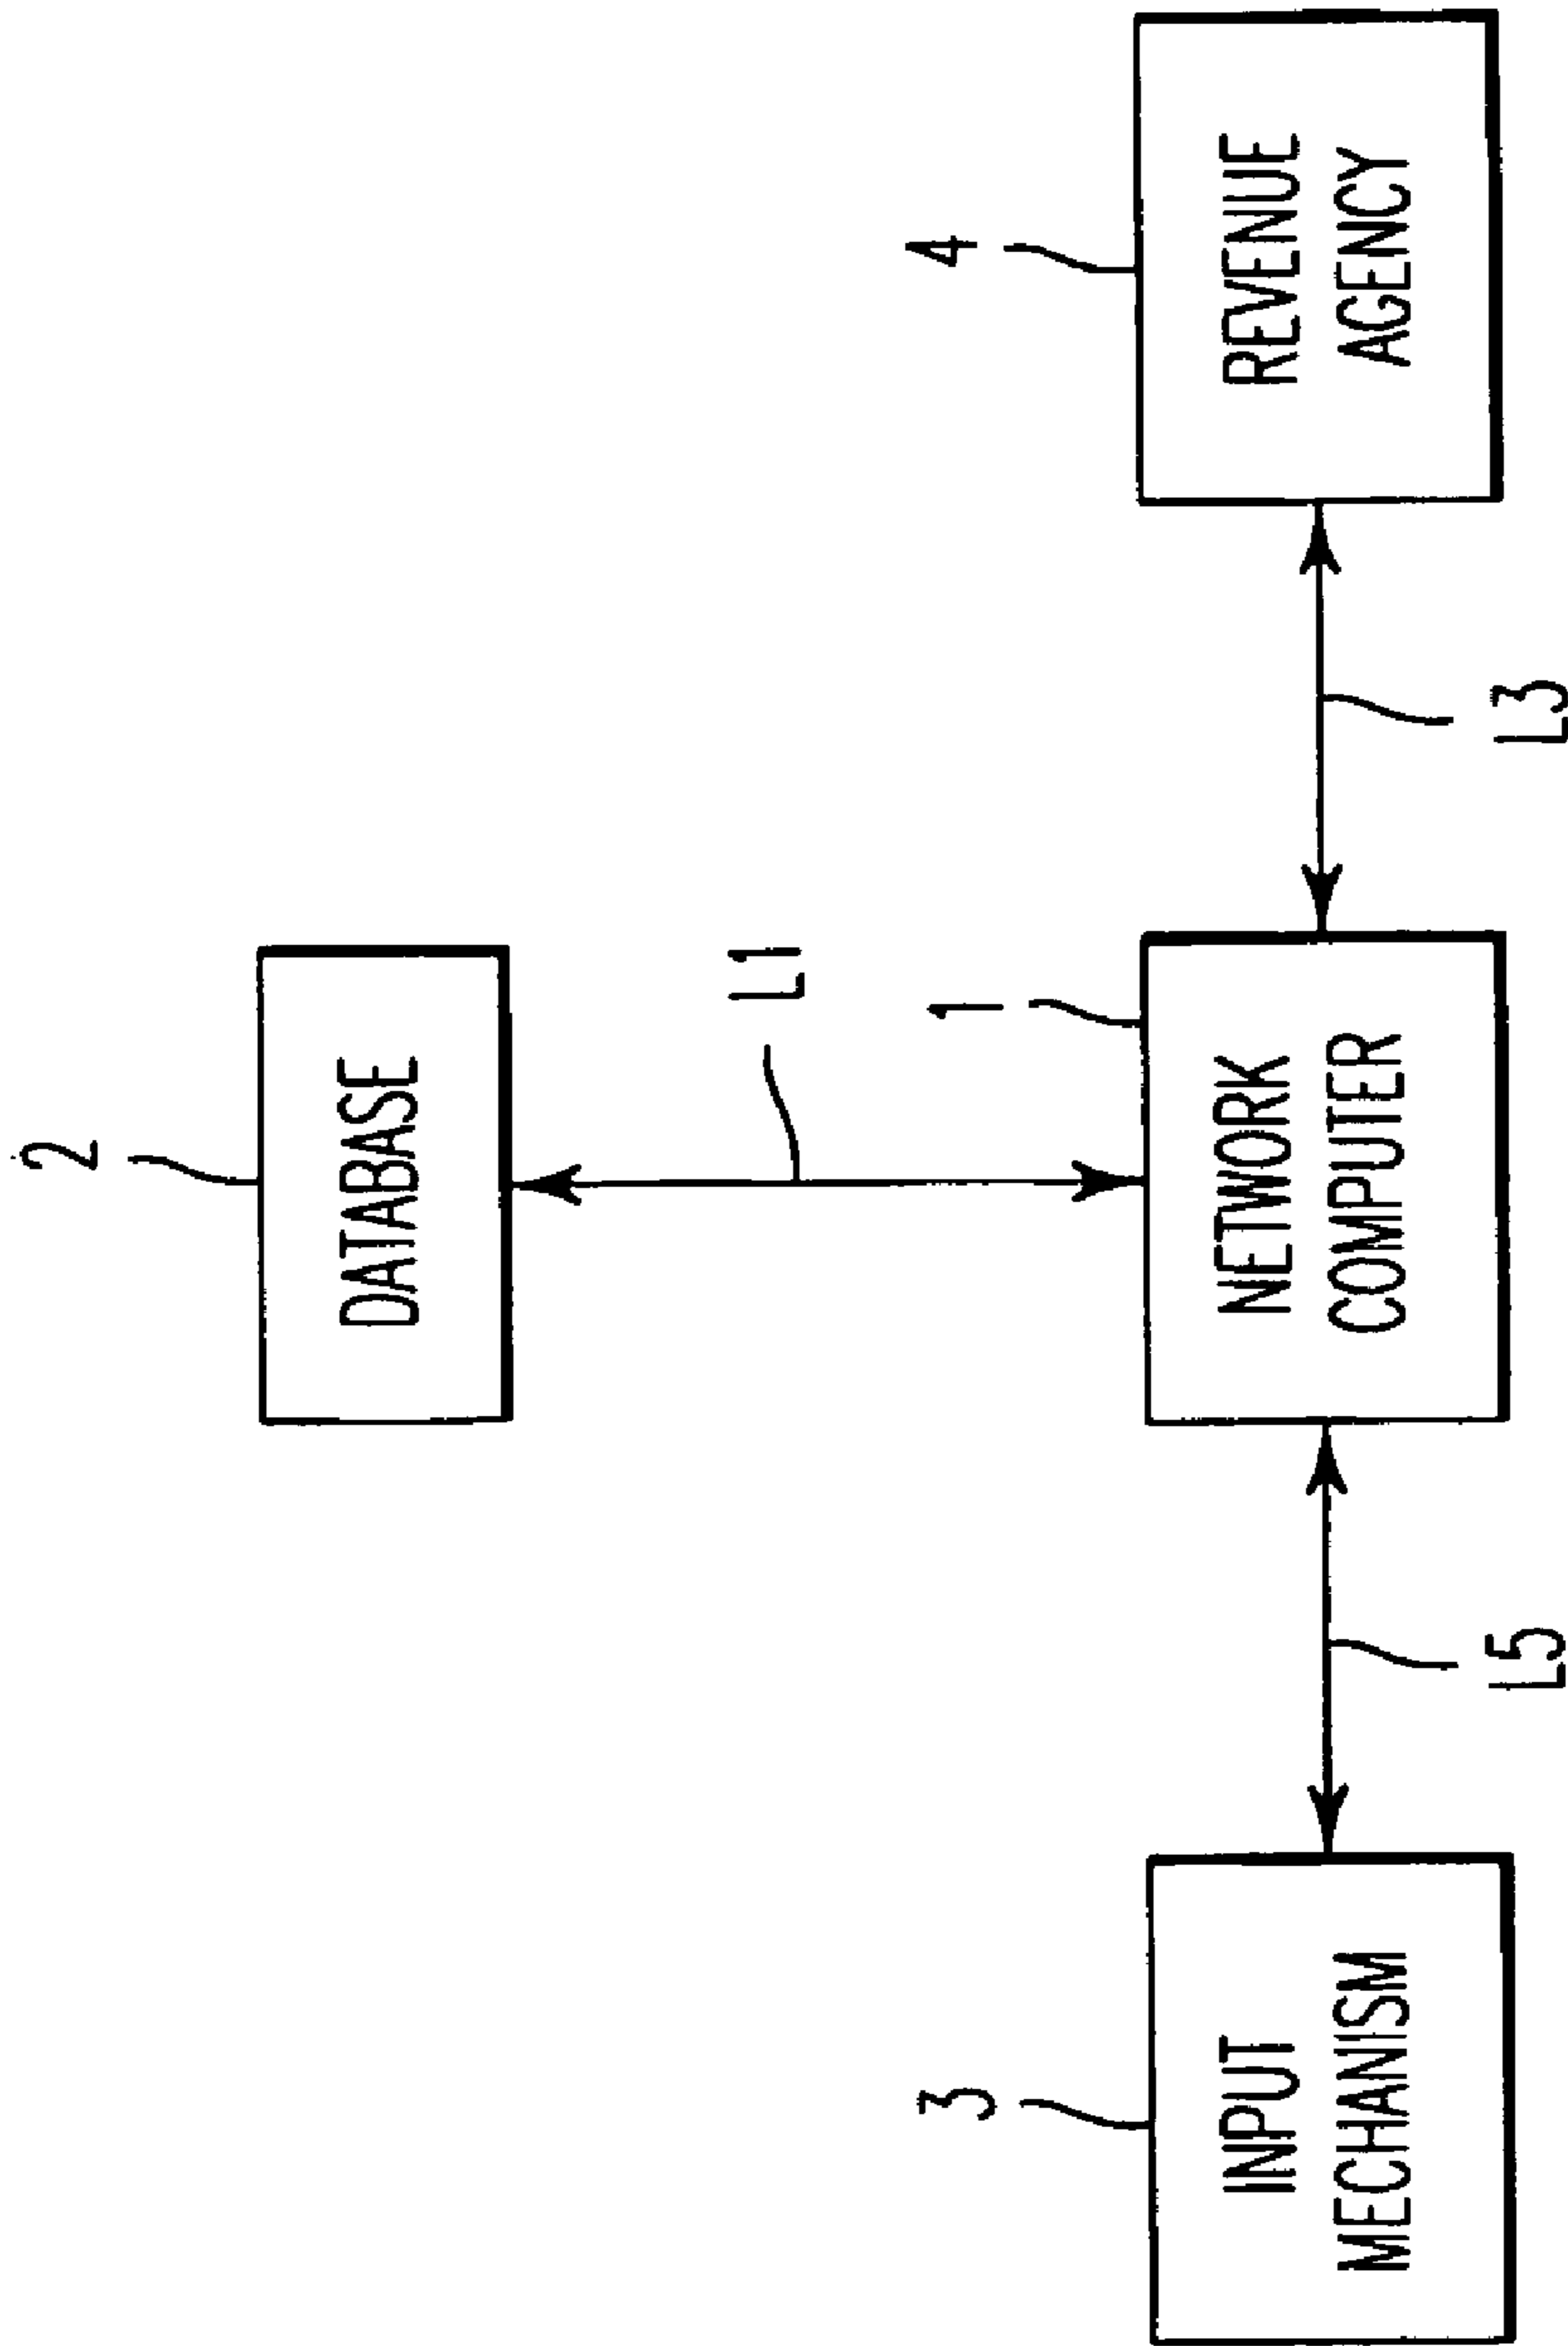 2
DATABASE
L1
3
INPUT
MECHANISM
1
NETWORK
COMPUTER
4
REVENUE
AGENCY
L5
L3